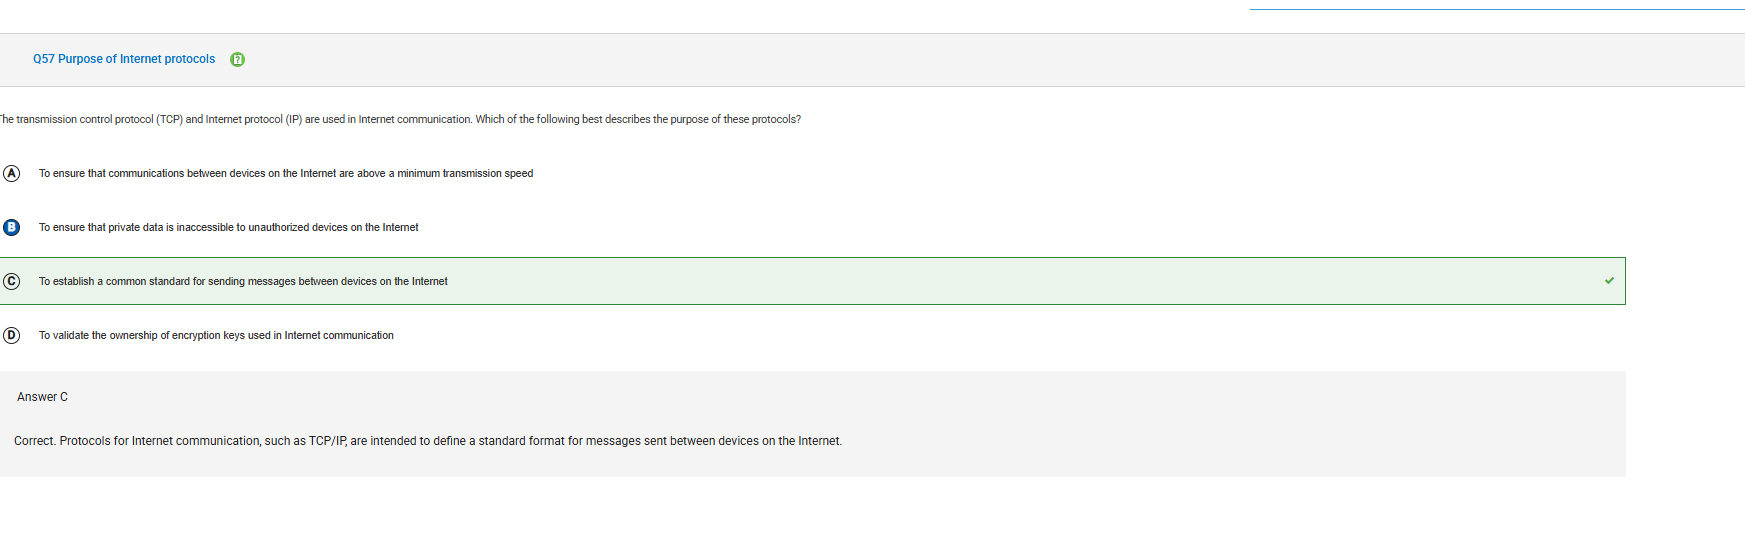 Q57 Purpose of Internet protocols
The transmission control protocol (TCP) and Internet protocol (IP) are used in Internet communication. Which of the following best describes the purpose of these protocols?
A To ensure that communications between devices on the Internet are above a minimum transmission speed
B To ensure that private data is inaccessible to unauthorized devices on the Internet
C To establish a common standard for sending messages between devices on the Internet
D To validate the ownership of encryption keys used in Internet communication
Answer C
Correct. Protocols for Internet communication, such as TCP/IP, are intended to define a standard format for messages sent between devices on the Internet.